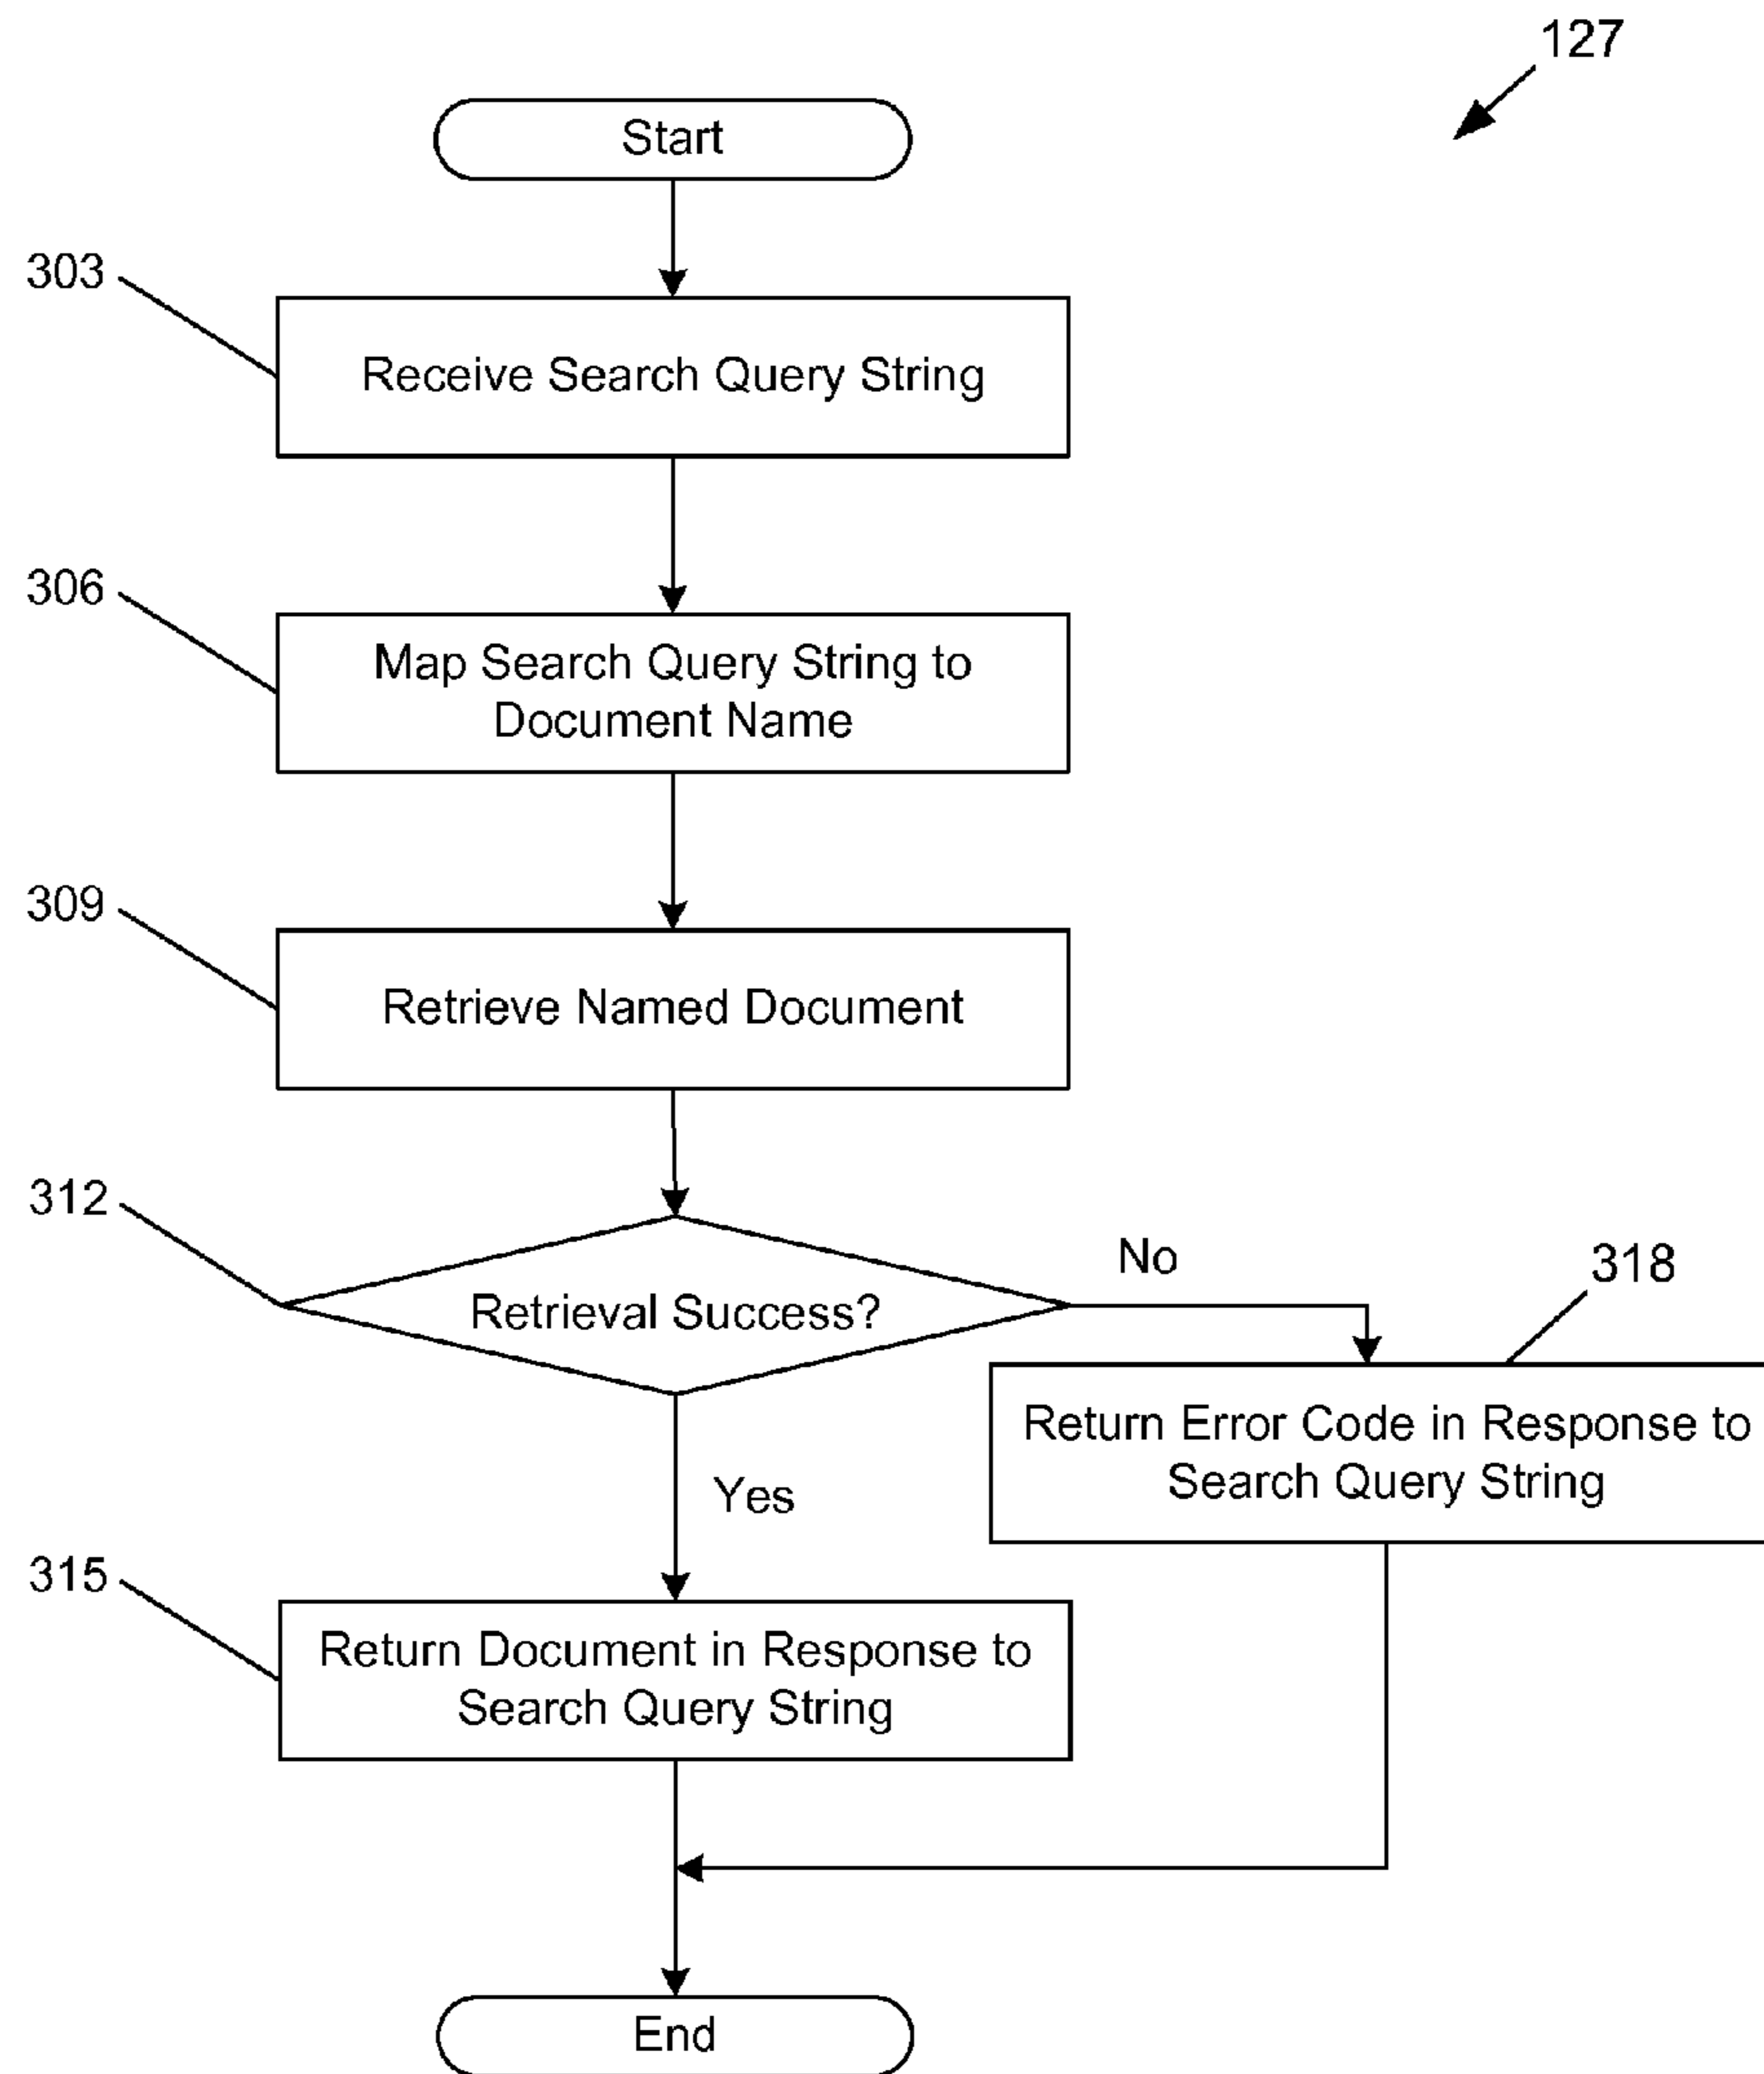 127
Start
303
Receive Search Query String
306
Map Search Query String to
Document Name
309
Retrieve Named Document
312
Retrieval Success?
No
318
Return Error Code in Response to
Search Query String
Yes
315
Return Document in Response to
Search Query String
End